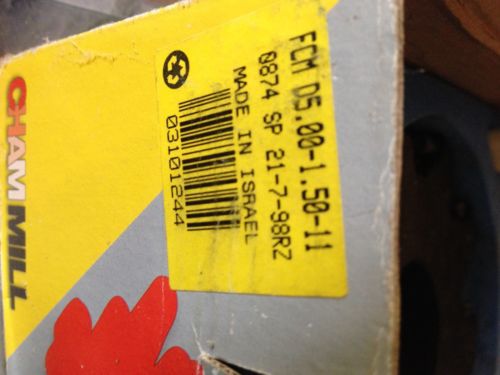 CHAM MILL
FCM D5.00-1.50-11
0874 SP 21-7-98RZ
MADE IN ISRAEL
03101244